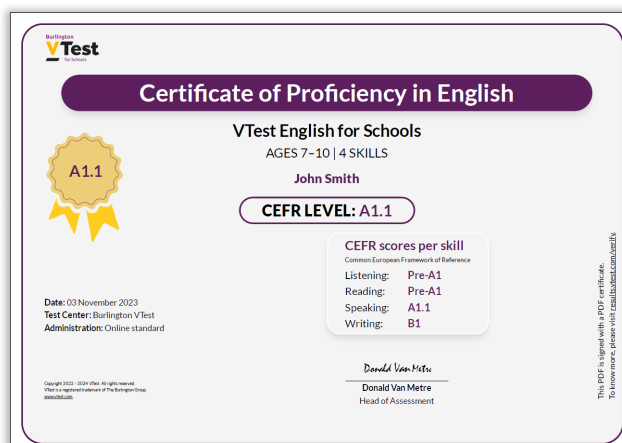 Burlington
VTest
for Schools
Certificate of Proficiency in English
VTest English for Schools
AGES 7–10 | 4 SKILLS
A1.1
John Smith
CEFR LEVEL: A1.1
CEFR scores per skill
Common European Framework of Reference
Listening: Pre-A1
Reading: Pre-A1
Speaking: A1.1
Writing: B1
Date: 03 November 2023
Test Center: Burlington VTest
Administration: Online standard
Donald Van Metre
Donald Van Metre
Head of Assessment
Copyright 2022 - 2024 VTest All rights reserved
VTest is a registered trademark of The Burlington Group
www.vtest.com
This PDF is signed with a PDF certificate.
To know more, please visit results.vtest.com/verify.